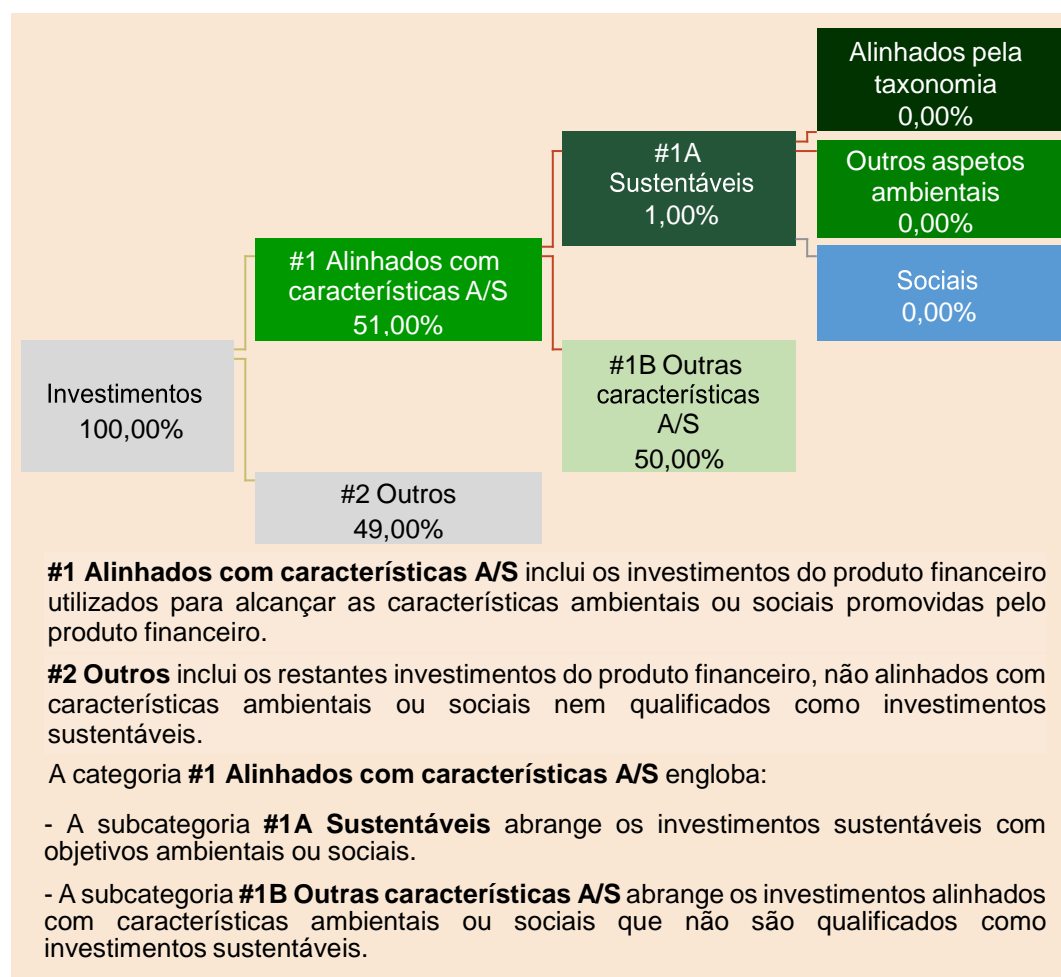 Alinhados pela
taxonomia
0,00%
#1A
Sustentáveis
1,00%
Outros aspetos
ambientais
0,00%
#1 Alinhados com
características A/S
51,00%
Sociais
0,00%
Investimentos
100,00%
#1B Outras
características
A/S
50,00%
#2 Outros
49,00%
#1 Alinhados com características A/S inclui os investimentos do produto financeiro
utilizados para alcançar as características ambientais ou sociais promovidas pelo
produto financeiro.
#2 Outros inclui os restantes investimentos do produto financeiro, não alinhados com
características ambientais ou sociais nem qualificados como investimentos
sustentáveis.
A categoria #1 Alinhados com características A/S engloba:
- A subcategoria #1A Sustentáveis abrange os investimentos sustentáveis com
objetivos ambientais ou sociais.
- A subcategoria #1B Outras características A/S abrange os investimentos alinhados
com características ambientais ou sociais que não são qualificados como
investimentos sustentáveis.